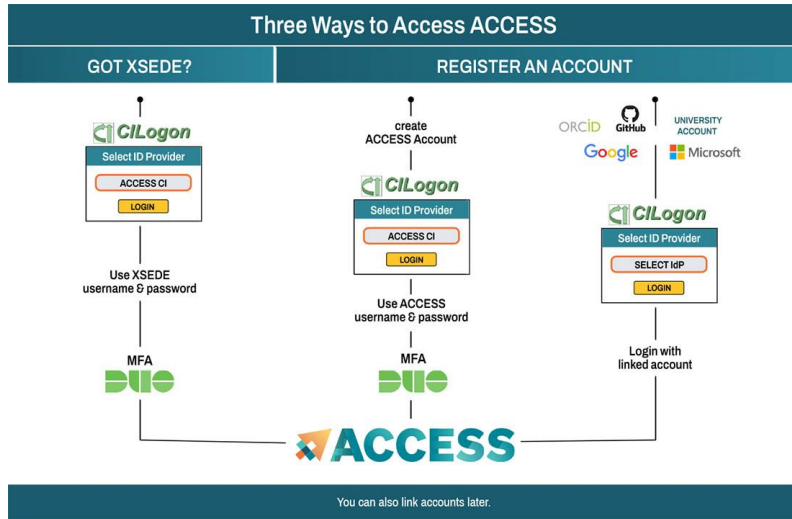 Three Ways to Access ACCESS
GOT XSEDE?
REGISTER AN ACCOUNT
CILogon
Select ID Provider
ACCESS CI
LOGIN
Use XSEDE
username & password
MFA
DUO
create
ACCESS Account
CILogon
Select ID Provider
ACCESS CI
LOGIN
Use ACCESS
username & password
MFA
DUO
ORCID
GitHub
UNIVERSITY
ACCOUNT
Google
Microsoft
CILogon
Select ID Provider
SELECT IdP
LOGIN
Login with
linked account
ACCESS
You can also link accounts later.